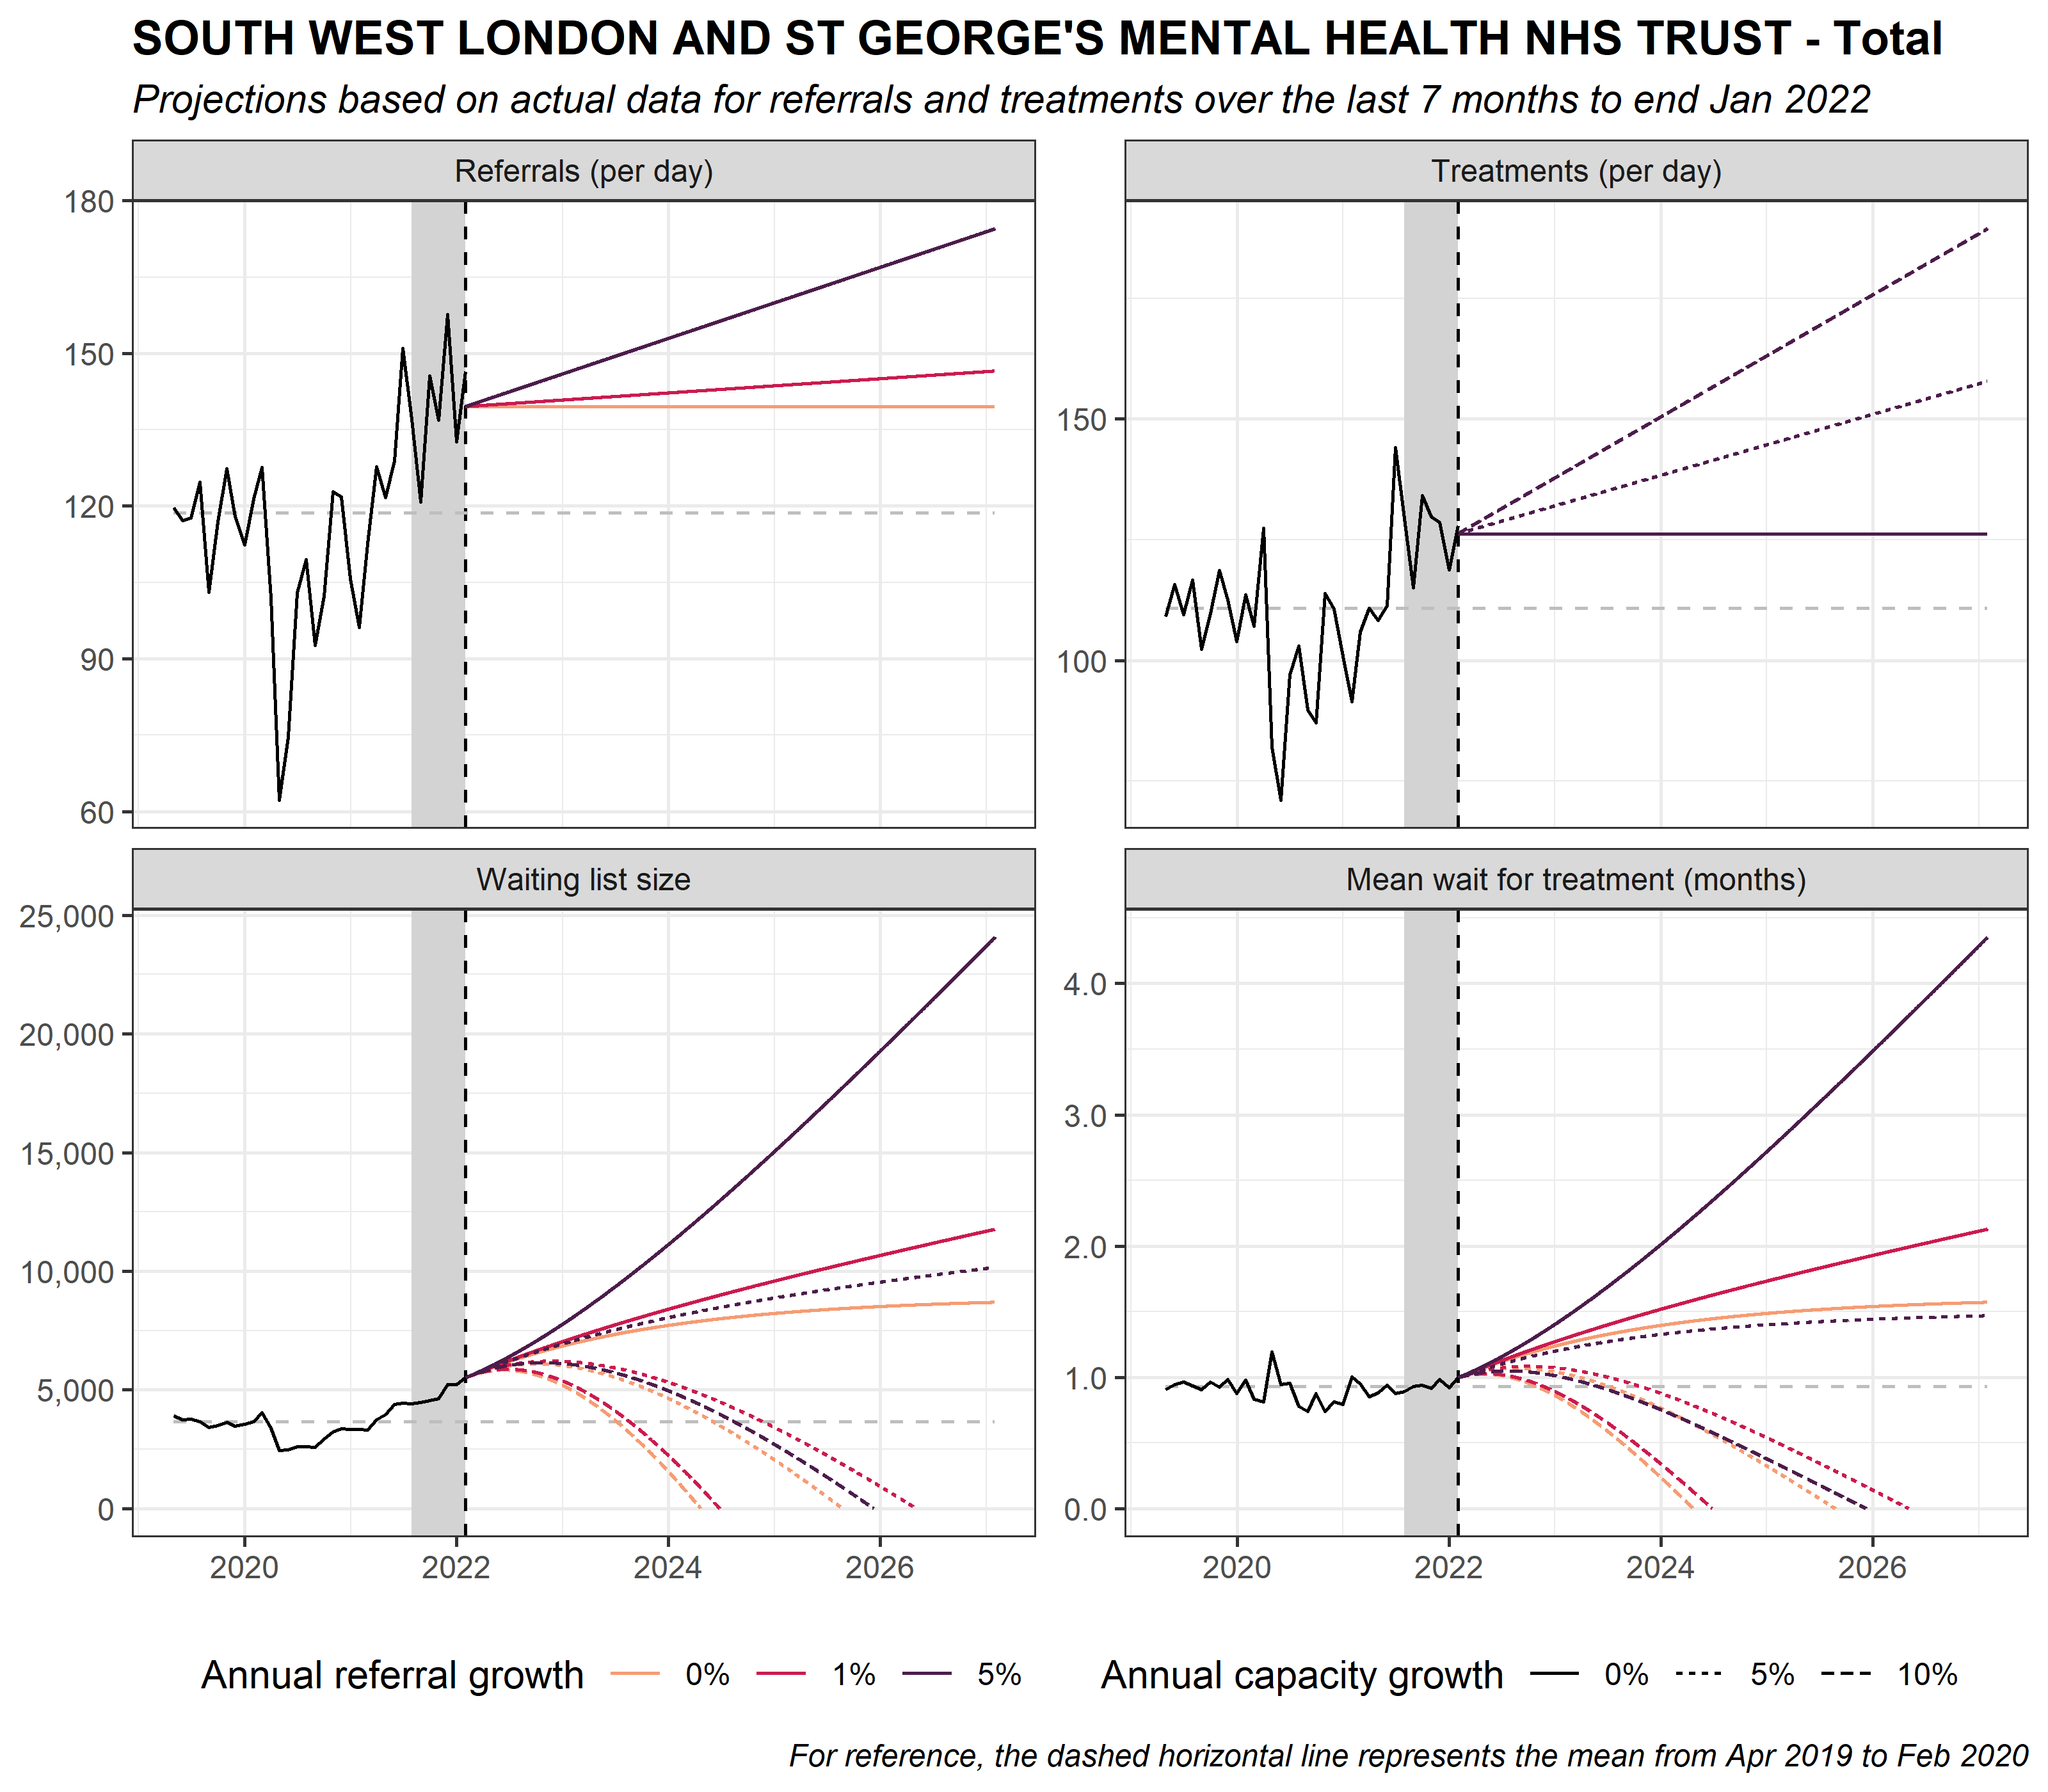 SOUTH WEST LONDON AND ST GEORGE'S MENTAL HEALTH NHS TRUST - Total
Projections based on actual data for referrals and treatments over the last 7 months to end Jan 2022
Referrals (per day)
180
150
120
90
60
Treatments (per day)
150
100
Waiting list size
25,000
20,000
15,000
10,000
5,000
0
2020 2022 2024 2026
Mean wait for treatment (months)
4.0
3.0
2.0
1.0
0.0
2020 2022 2024 2026
Annual referral growth 0% 1% 5%
Annual capacity growth 0% 5% 10%
For reference, the dashed horizontal line represents the mean from Apr 2019 to Feb 2020